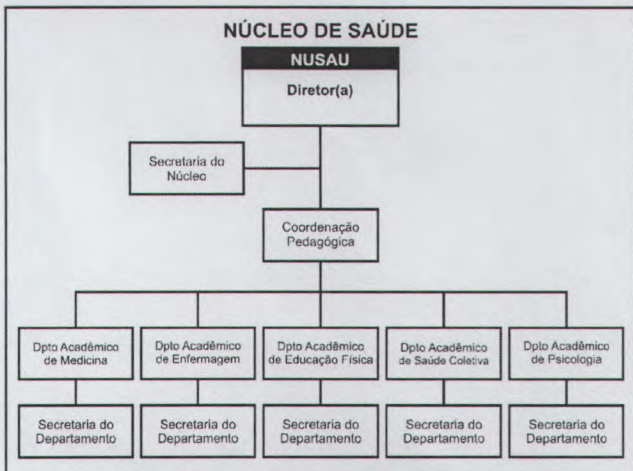 NÚCLEO DE SAÚDE
NUSAU
Diretor(a)
Secretaria do
Núcleo
Coordenação
Pedagógica
Dpto Acadêmico
de Medicina
Dpto Acadêmico
de Enfermagem
Dpto Acadêmico
de Educação Física
Dpto Acadêmico
de Saúde Coletiva
Dpto Acadêmico
de Psicologia
Secretaria do
Departamento
Secretaria do
Departamento
Secretaria do
Departamento
Secretaria do
Departamento
Secretaria do
Departamento